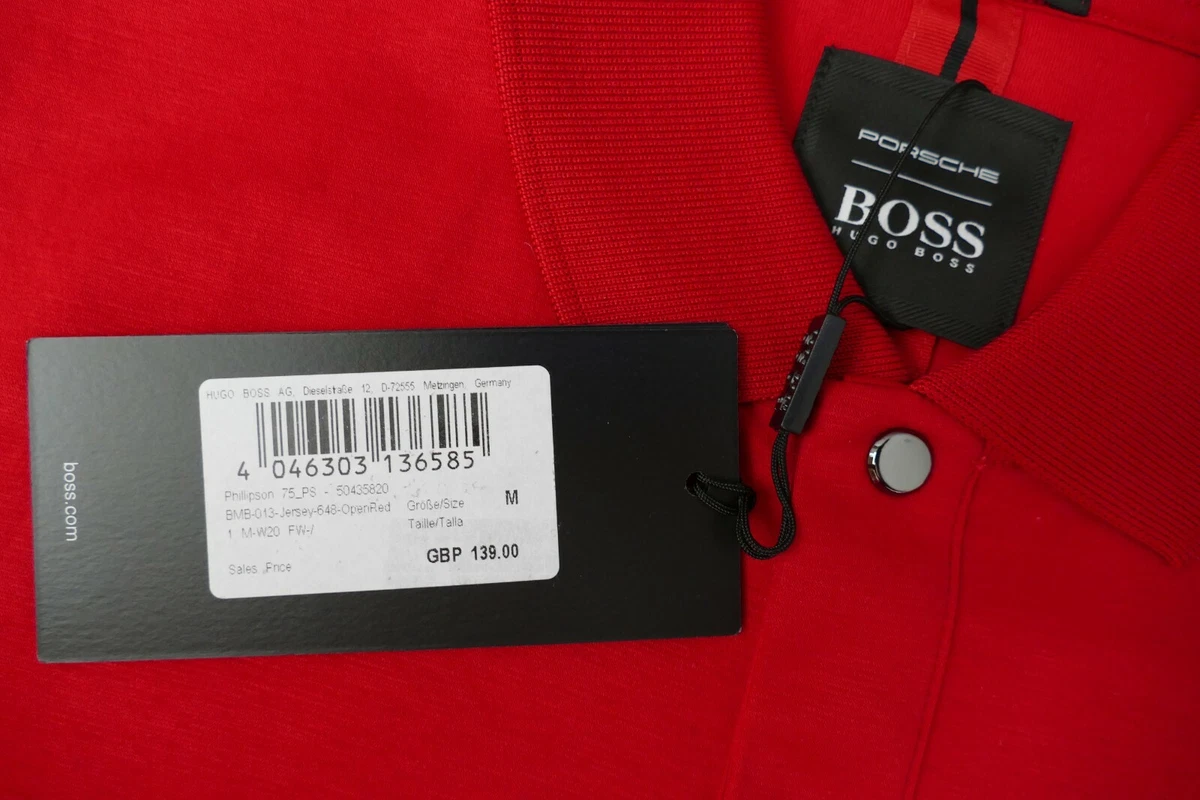 PORSCHE
BOSS
HUGO BOSS
boss.com
HUGO BOSS AG, Dieselstraße 12, D-72555 Metzingen, Germany
4 046303 136585
Phillipson 75_PS - 50435820
BMB-013-Jersey-648-OpenRed
1 M-W20 FW-/
Größe/Size M
Taille/Talla
GBP 139.00
Sales Price